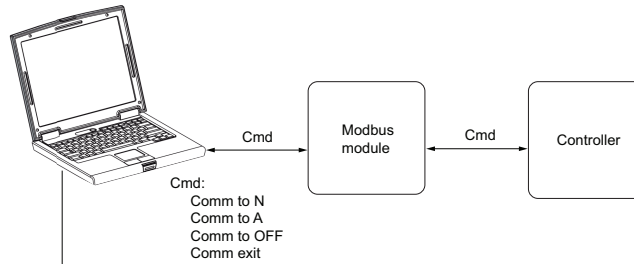 Cmd
Modbus
module
Cmd
Controller
Cmd:
Comm to N
Comm to A
Comm to OFF
Comm exit